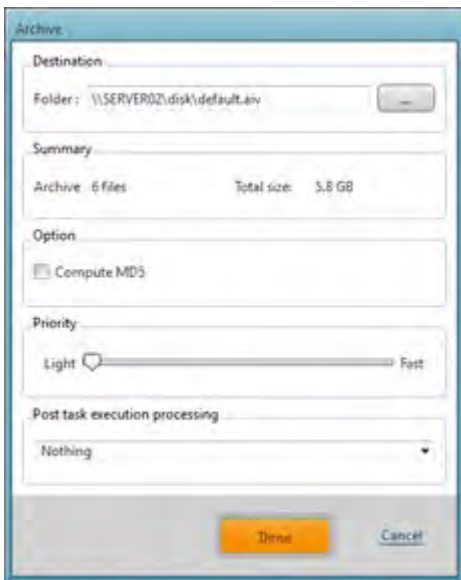 Archive
Destination
Folder : \\SERVER02\disk\default.aiv
...
Summary
Archive 6 files Total size: 5.8 GB
Option
Compute MD5
Priority
Light Fast
Post task execution processing
Nothing
Done Cancel